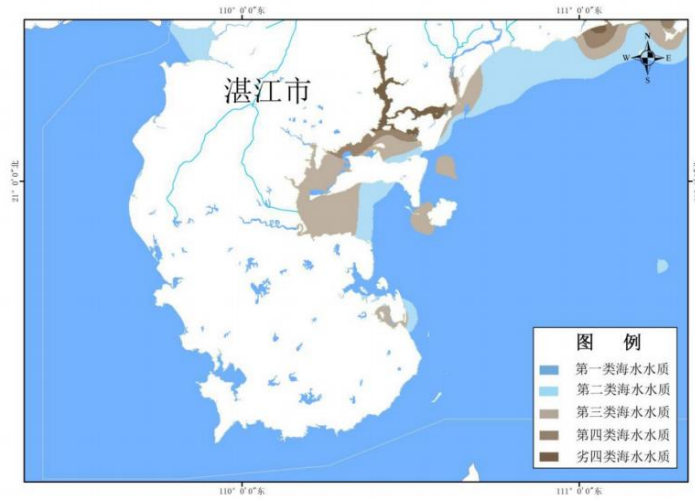 110° 0'0"东
111° 0'0"东
N
W E
S
湛江市
21° 0'0"北
图 例
第一类海水水质
第二类海水水质
第三类海水水质
第四类海水水质
劣四类海水水质
110° 0'0"东
111° 0'0"东